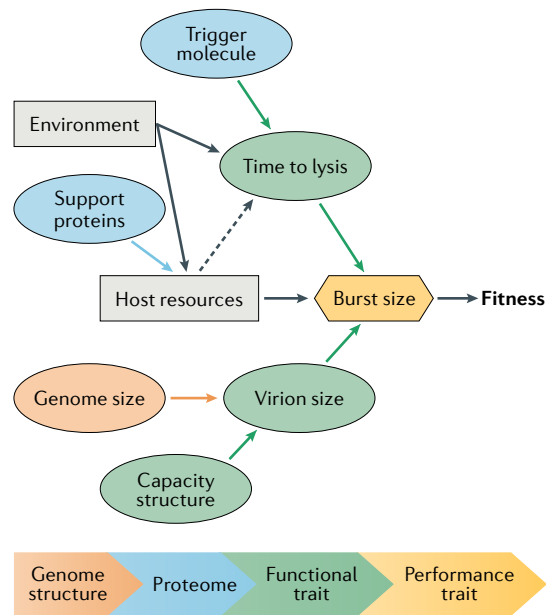 Trigger
molecule
Environment
Time to lysis
Support
proteins
Host resources
Burst size
Fitness
Genome size
Virion size
Capacity
structure
Genome
structure
Proteome
Functional
trait
Performance
trait